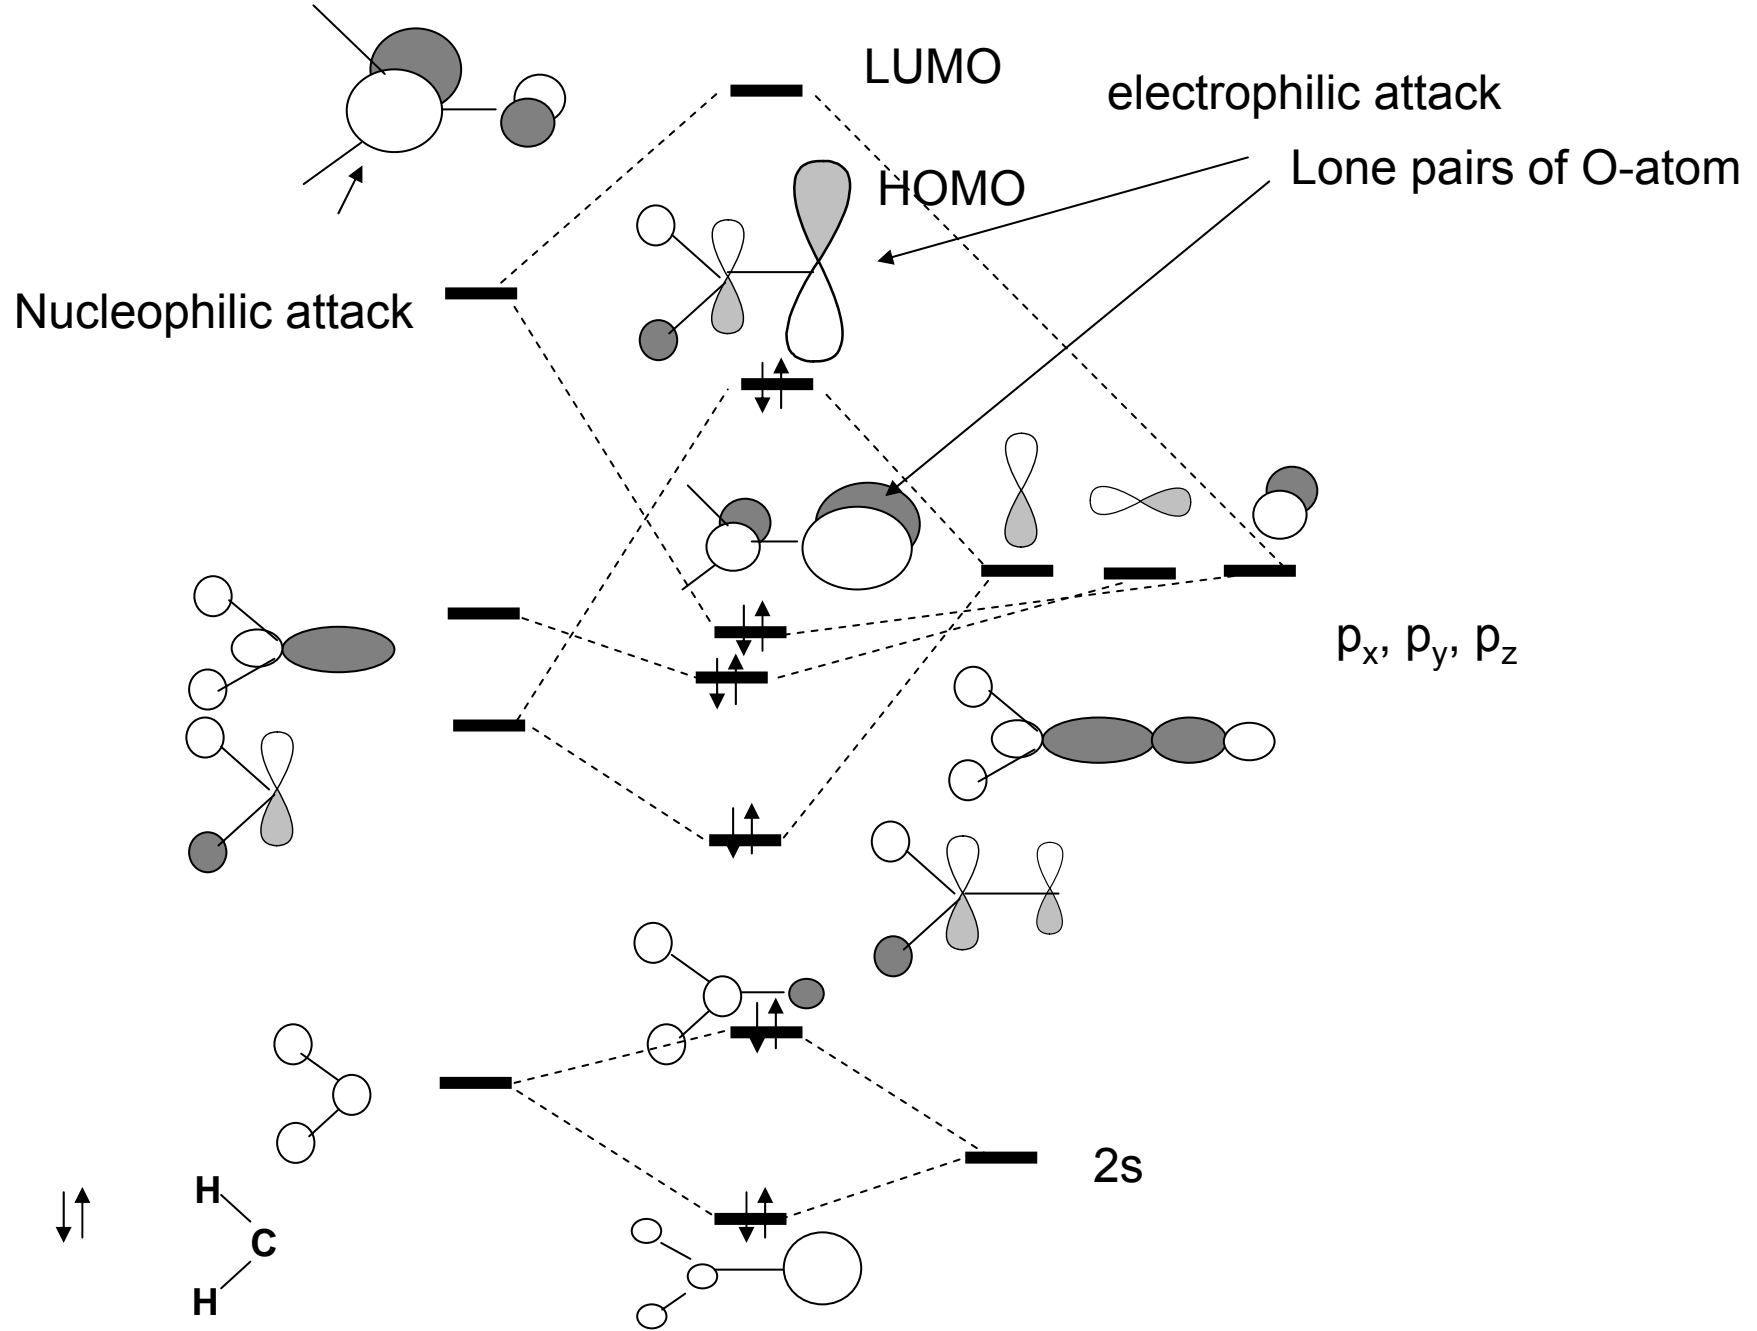 LUMO
electrophilic attack
Lone pairs of O-atom
HOMO
Nucleophilic attack
px, py, pz
2s
H
C
H